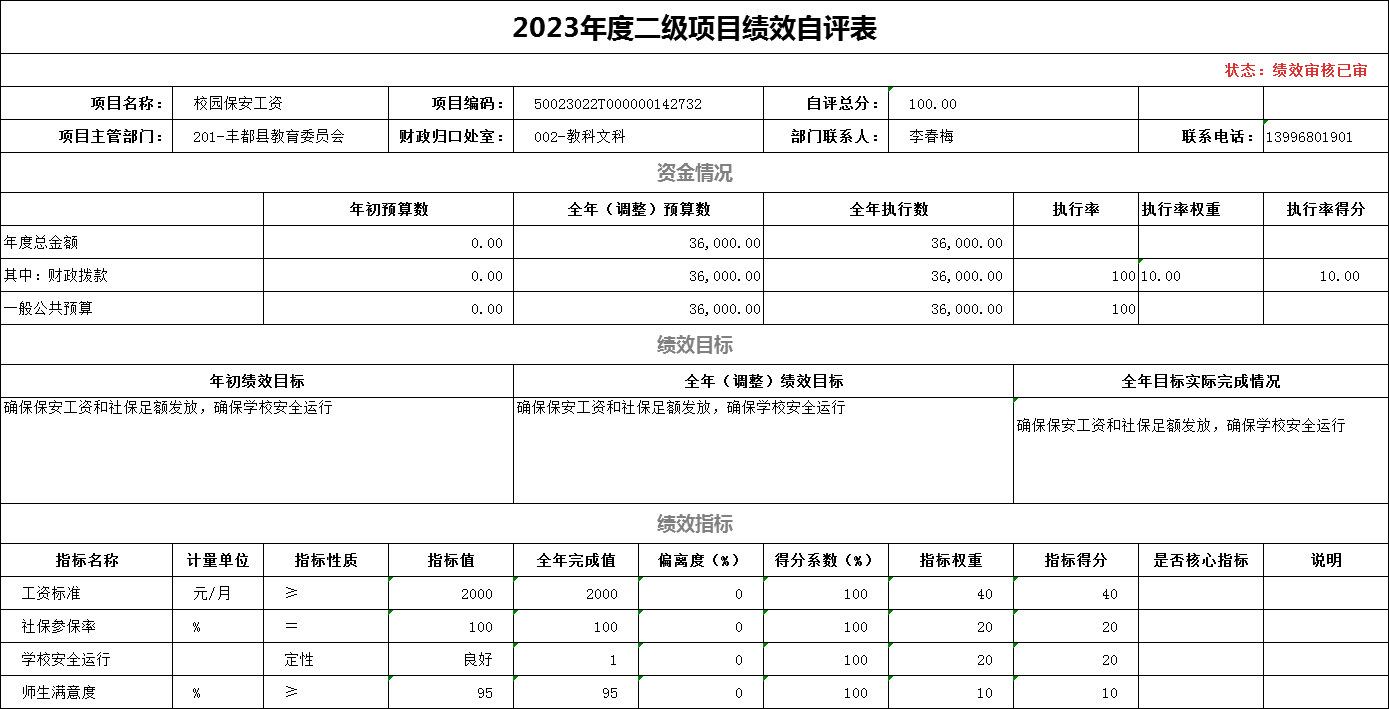 2023年度二级项目绩效自评表
状态：绩效审核已审
项目名称： 校园保安工资 项目编码： 50023022T000000142732 自评总分： 100.00
项目主管部门： 201-丰都县教育委员会 财政归口处室： 002-教科文科 部门联系人： 李春梅 联系电话： 13996801901
资金情况
年初预算数 全年（调整）预算数 全年执行数 执行率 执行率权重 执行率得分
年度总金额 0.00 36,000.00 36,000.00
其中：财政拨款 0.00 36,000.00 36,000.00 100 10.00 10.00
一般公共预算 0.00 36,000.00 36,000.00 100
绩效目标
年初绩效目标 全年（调整）绩效目标 全年目标实际完成情况
确保保安工资和社保足额发放，确保学校安全运行 确保保安工资和社保足额发放，确保学校安全运行 确保保安工资和社保足额发放，确保学校安全运行
绩效指标
指标名称 计量单位 指标性质 指标值 全年完成值 偏离度（%） 得分系数（%） 指标权重 指标得分 是否核心指标 说明
工资标准 元/月 ≥ 2000 2000 0 100 40 40
社保参保率 % ＝ 100 100 0 100 20 20
学校安全运行 定性 良好 1 0 100 20 20
师生满意度 % ≥ 95 95 0 100 10 10